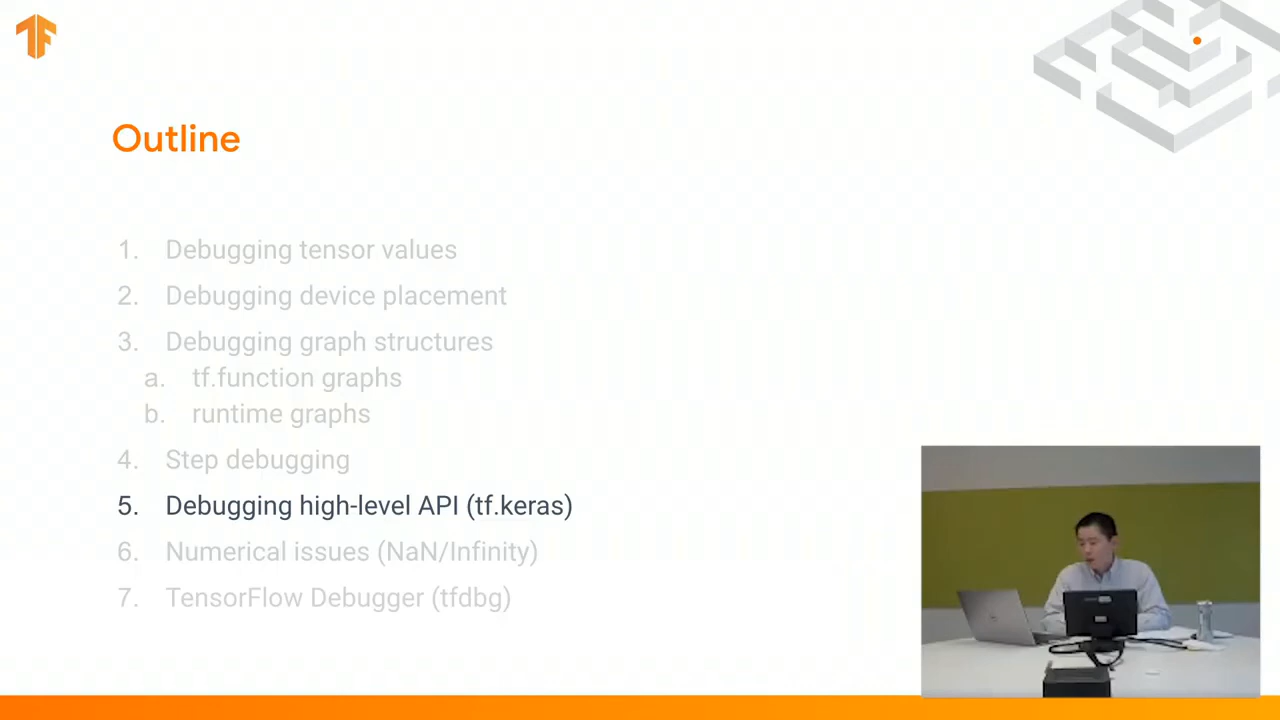 Outline
1. Debugging tensor values
2. Debugging device placement
3. Debugging graph structures
a. tf.function graphs
b. runtime graphs
4. Step debugging
5. Debugging high-level API (tf.keras)
6. Numerical issues (NaN/Infinity)
7. TensorFlow Debugger (tfdbg)